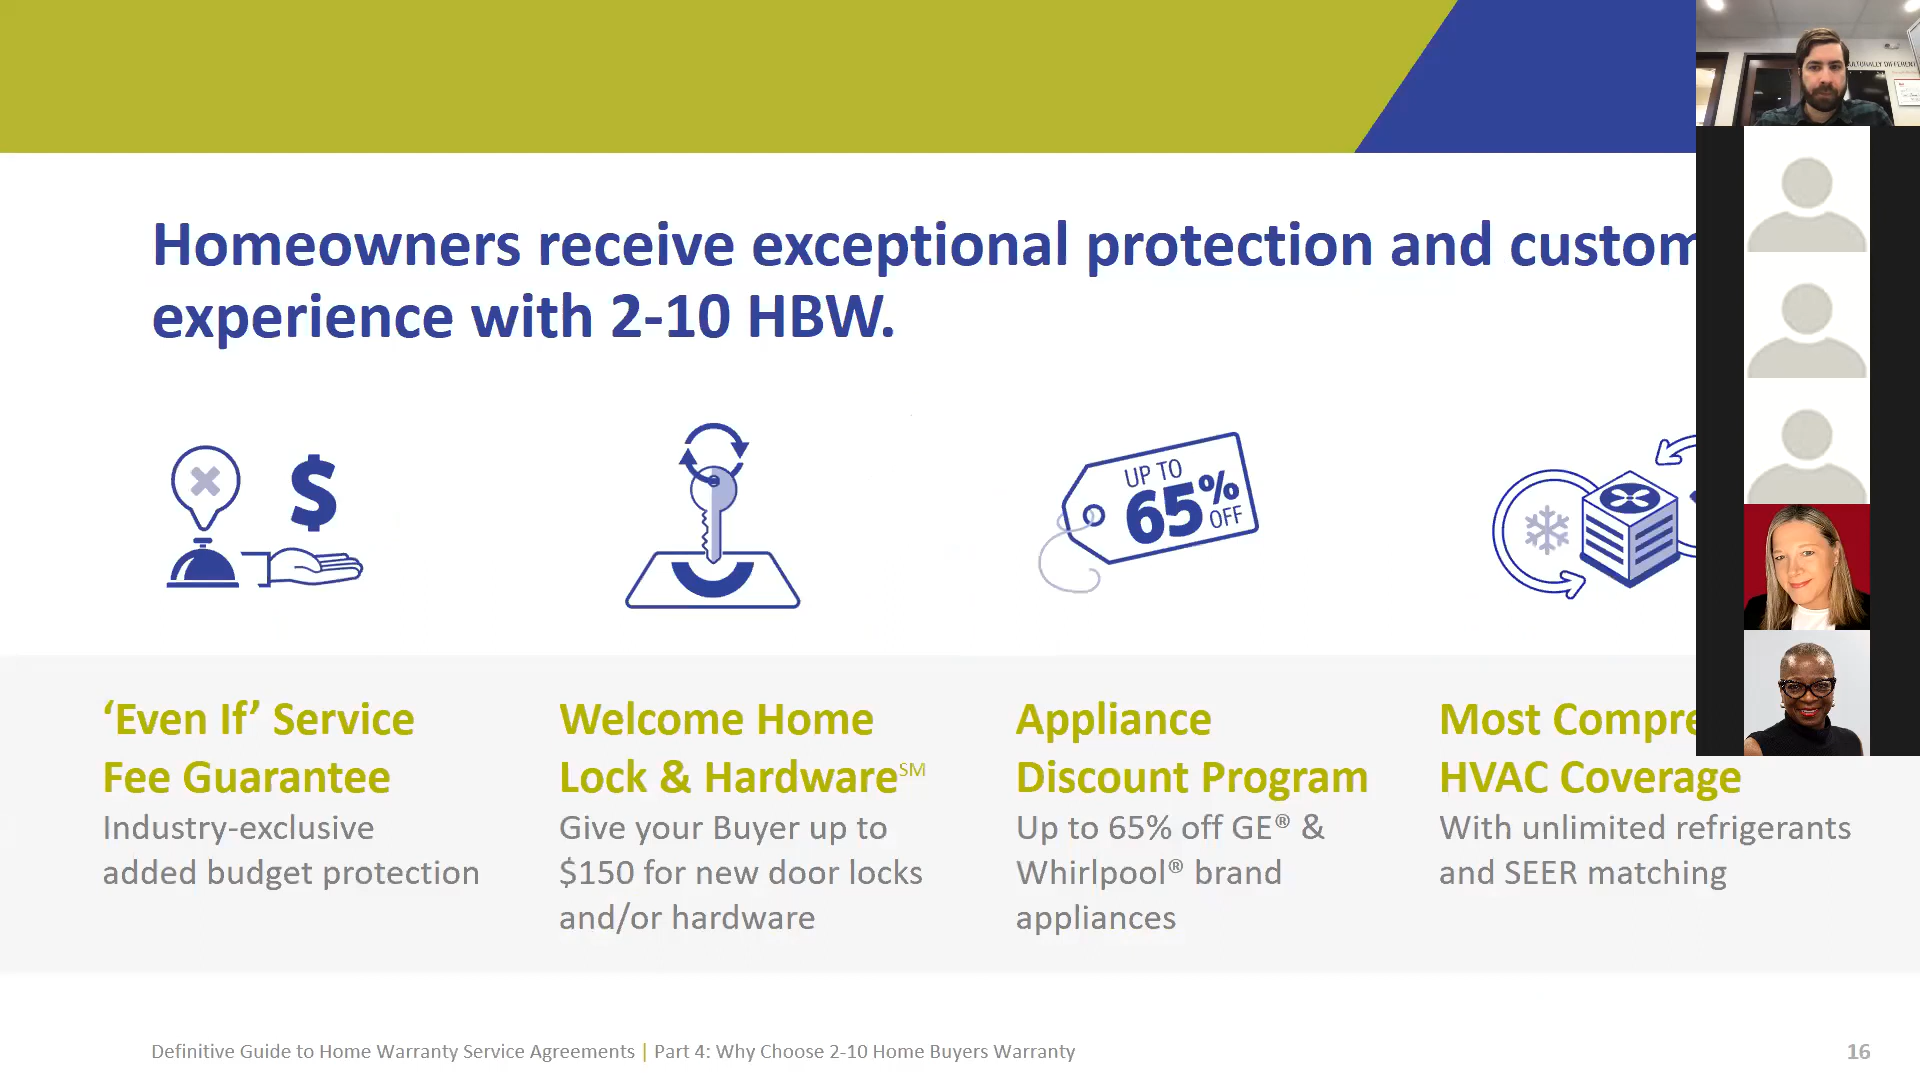 ULTURALLY DIFFERENT
Homeowners receive exceptional protection and custom
experience with 2-10 HBW.
$
UP TO
65%
OFF
‘Even If’ Service
Fee Guarantee
Industry-exclusive
added budget protection
Welcome Home
Lock & Hardware℠
Give your Buyer up to
$150 for new door locks
and/or hardware
Appliance
Discount Program
Up to 65% off GE® &
Whirlpool® brand
appliances
Most Compre
HVAC Coverage
With unlimited refrigerants
and SEER matching
Definitive Guide to Home Warranty Service Agreements | Part 4: Why Choose 2-10 Home Buyers Warranty
16